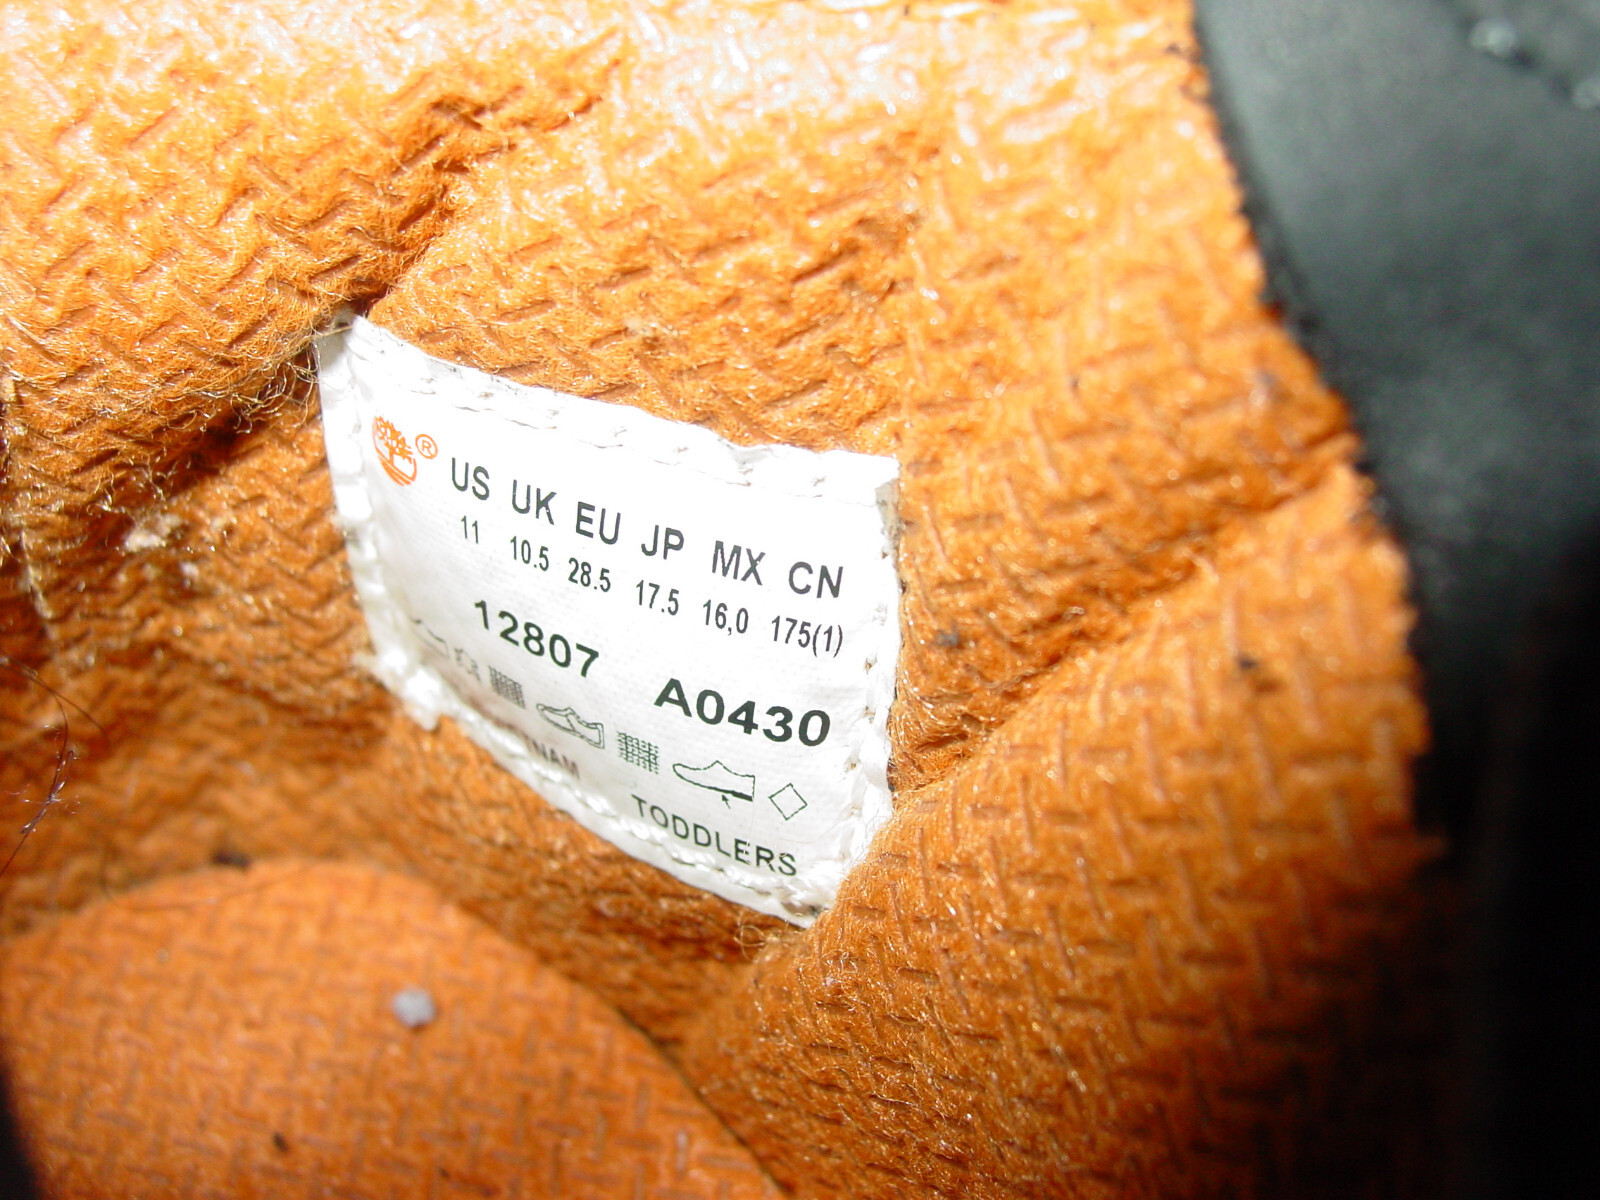 ®
US UK EU JP MX CN
11 10.5 28.5 17.5 16,0 175(1)
12807 A0430
TNAM
TODDLERS